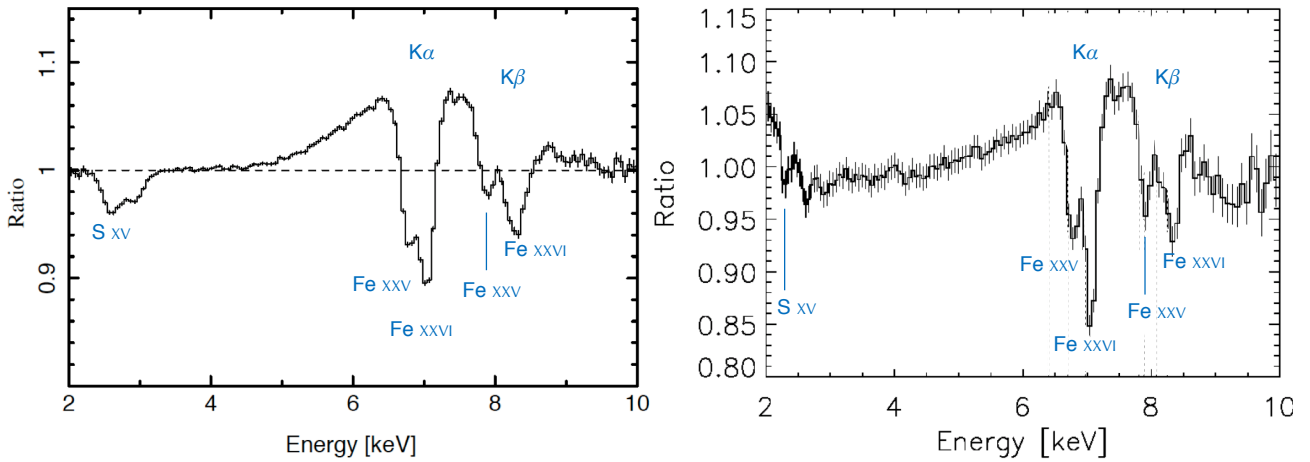 Kα
Kβ
S XV
Fe XXV
Fe XXVI
Fe XXV
Fe XXVI
Ratio
1.1
1
0.9
2
4
6
8
10
Energy [keV]
Kα
Kβ
S XV
Fe XXV
Fe XXVI
Fe XXV
Fe XXVI
Ratio
1.15
1.10
1.05
1.00
0.95
0.90
0.85
0.80
2
4
6
8
10
Energy [keV]